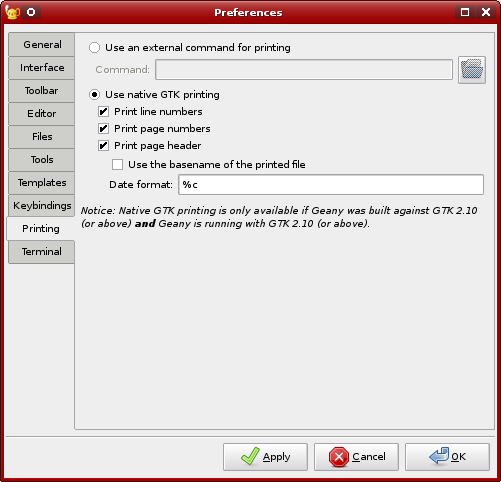 Preferences
General
Interface
Toolbar
Editor
Files
Tools
Templates
Keybindings
Printing
Terminal
Use an external command for printing
Command:
Use native GTK printing
Print line numbers
Print page numbers
Print page header
Use the basename of the printed file
Date format: %c
Notice: Native GTK printing is only available if Geany was built against GTK 2.10
(or above) and Geany is running with GTK 2.10 (or above).
Apply
Cancel
OK